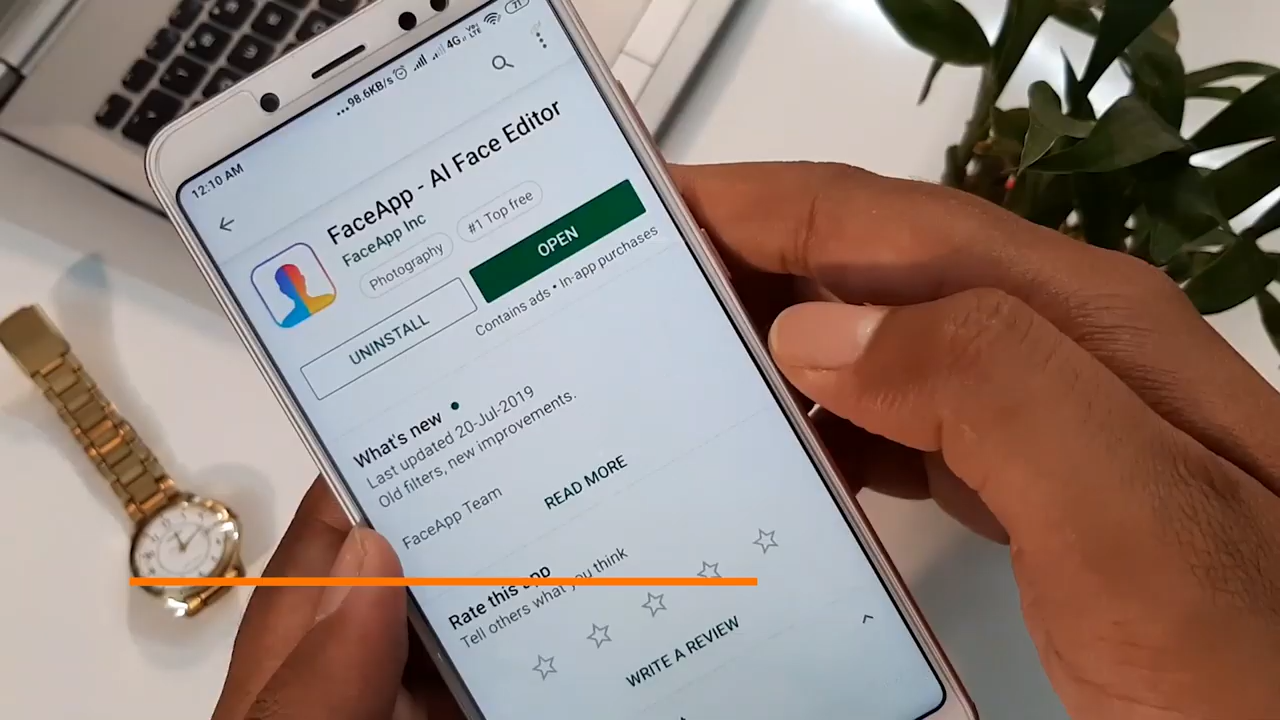 12:10 AM
...98.6KB/s 4G VoLTE 71
FaceApp - AI Face Editor
FaceApp Inc
Photography
#1 Top free
UNINSTALL
OPEN
Contains ads • In-app purchases
What's new
Last updated 20-Jul-2019
Old filters, new improvements.
FaceApp Team
READ MORE
Rate this app
Tell others what you think
WRITE A REVIEW